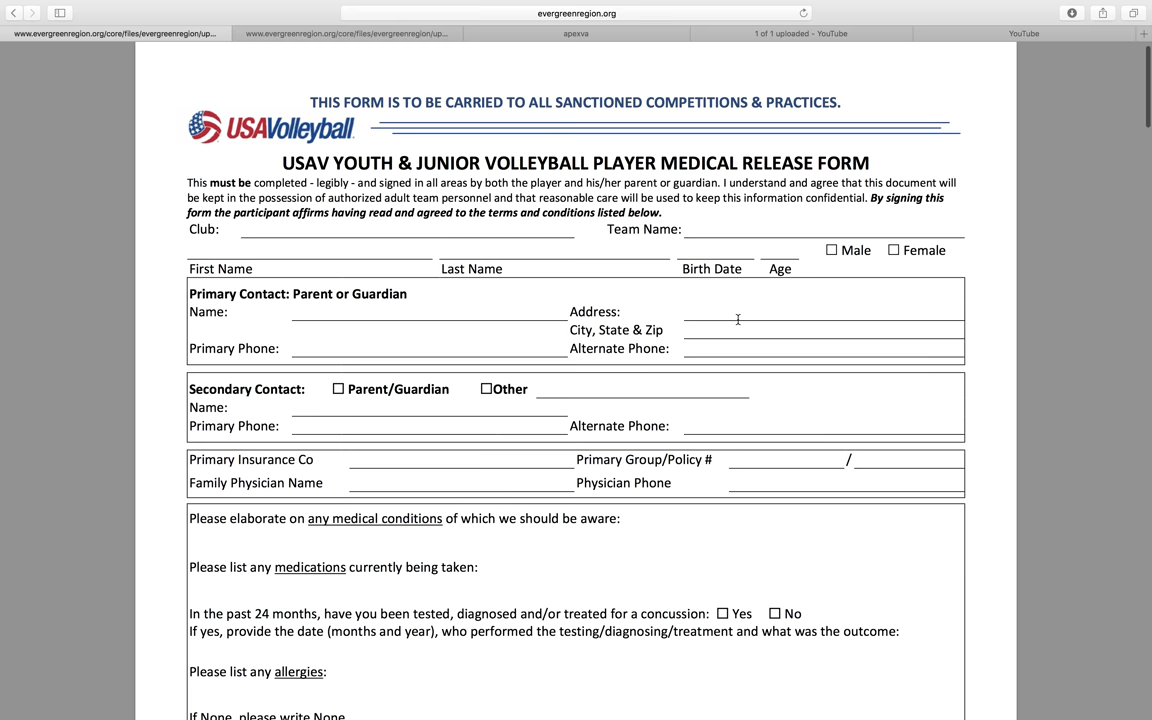 evergreenregion.org
www.evergreenregion.org/core/files/evergreenregion/up...
www.evergreenregion.org/core/files/evergreenregion/up...
apexva
1 of 1 uploaded - YouTube
YouTube
THIS FORM IS TO BE CARRIED TO ALL SANCTIONED COMPETITIONS & PRACTICES.
USAVolleyball
USAV YOUTH & JUNIOR VOLLEYBALL PLAYER MEDICAL RELEASE FORM
This must be completed - legibly - and signed in all areas by both the player and his/her parent or guardian. I understand and agree that this document will
be kept in the possession of authorized adult team personnel and that reasonable care will be used to keep this information confidential. By signing this
form the participant affirms having read and agreed to the terms and conditions listed below.
Club: Team Name:
Male Female
First Name Last Name Birth Date Age
Primary Contact: Parent or Guardian
Name: Address:
City, State & Zip
Primary Phone: Alternate Phone:
Secondary Contact: Parent/Guardian Other
Name:
Primary Phone: Alternate Phone:
Primary Insurance Co Primary Group/Policy # /
Family Physician Name Physician Phone
Please elaborate on any medical conditions of which we should be aware:
Please list any medications currently being taken:
In the past 24 months, have you been tested, diagnosed and/or treated for a concussion: Yes No
If yes, provide the date (months and year), who performed the testing/diagnosing/treatment and what was the outcome:
Please list any allergies:
If None, please write None